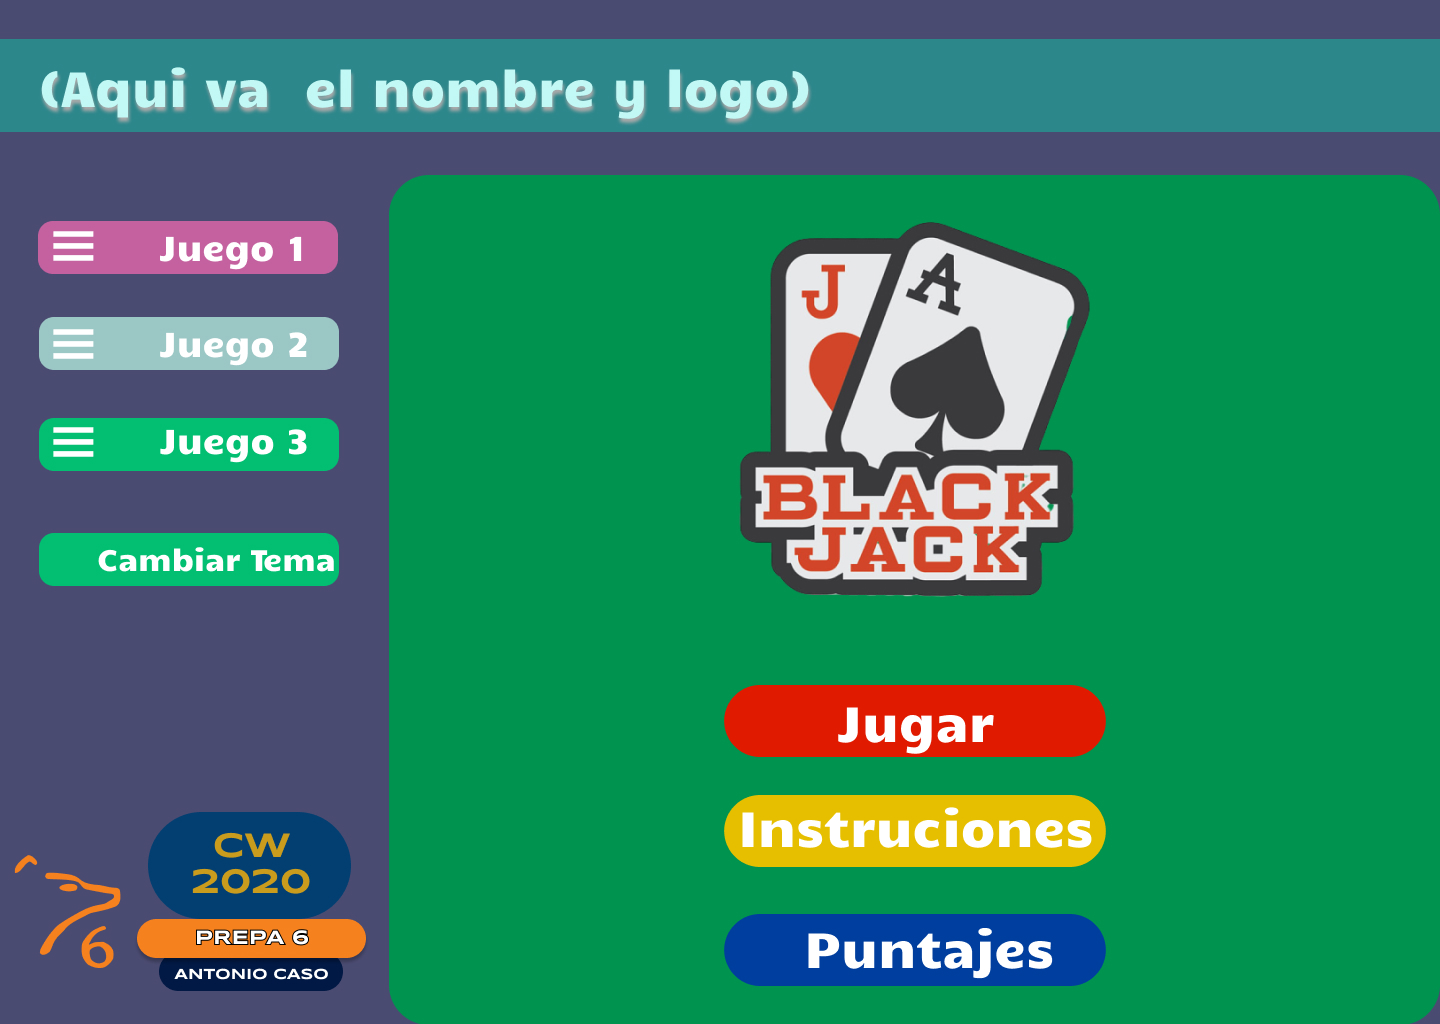 (Aqui va  el nombre y logo)
Juego 1
Juego 2
Juego 3
Cambiar Tema
J
A
BLACK
JACK
Jugar
Instruciones
Puntajes
CW
2020
PREPA 6
6
ANTONIO CASO